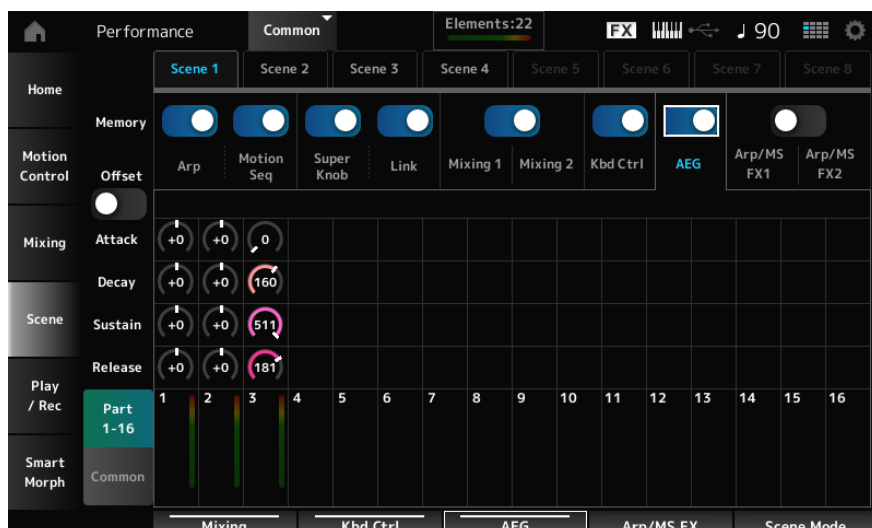 Performance
Common
Elements:22
FX
♩ 90
Home
Motion
Control
Mixing
Scene
Play
/ Rec
Smart
Morph
Scene 1 Scene 2 Scene 3 Scene 4 Scene 5 Scene 6 Scene 7 Scene 8
Memory
Arp
Motion
Seq
Super
Knob
Link
Mixing 1
Mixing 2
Kbd Ctrl
AEG
Arp/MS
FX1
Arp/MS
FX2
Offset
Attack +0 +0 0
Decay +0 +0 160
Sustain +0 +0 511
Release +0 +0 181
Part
1-16
Common
1 2 3 4 5 6 7 8 9 10 11 12 13 14 15 16
Mixing Kbd Ctrl AEG Arp/MS FX Scene Mode